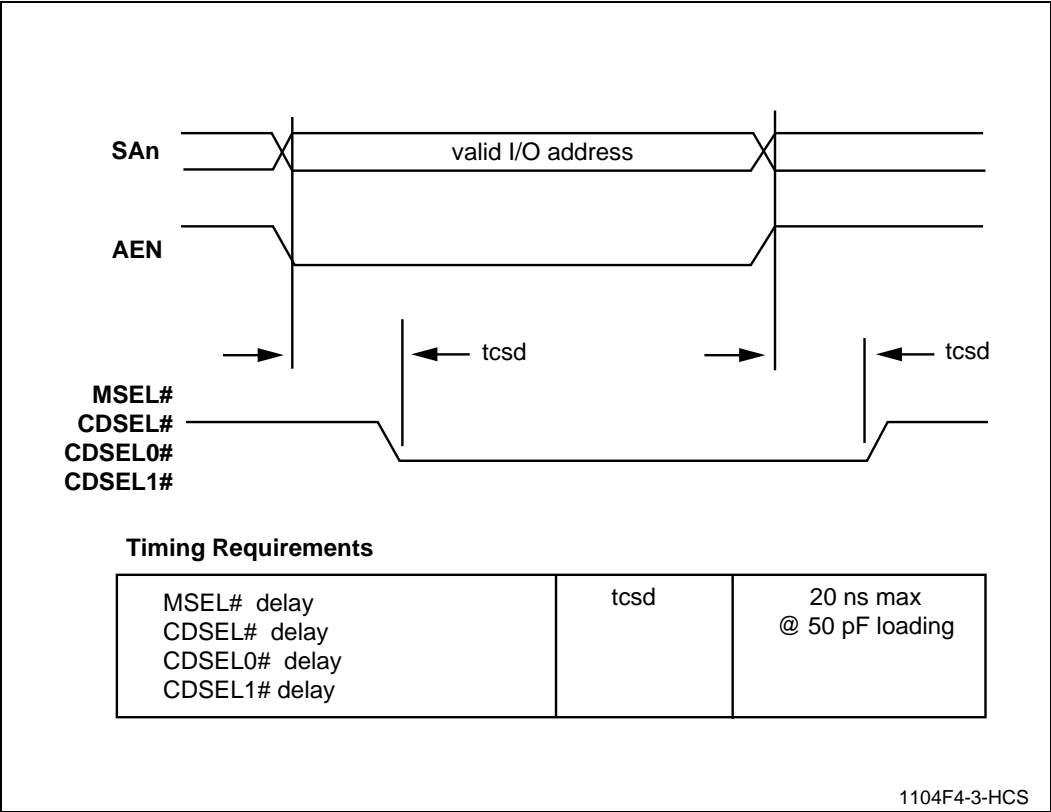 SAn
valid I/O address
AEN
tcsd
tcsd
MSEL#
CDSEL#
CDSEL0#
CDSEL1#
Timing Requirements
MSEL#  delay
CDSEL#  delay
CDSEL0#  delay
CDSEL1# delay
tcsd
20 ns max
@ 50 pF loading
1104F4-3-HCS